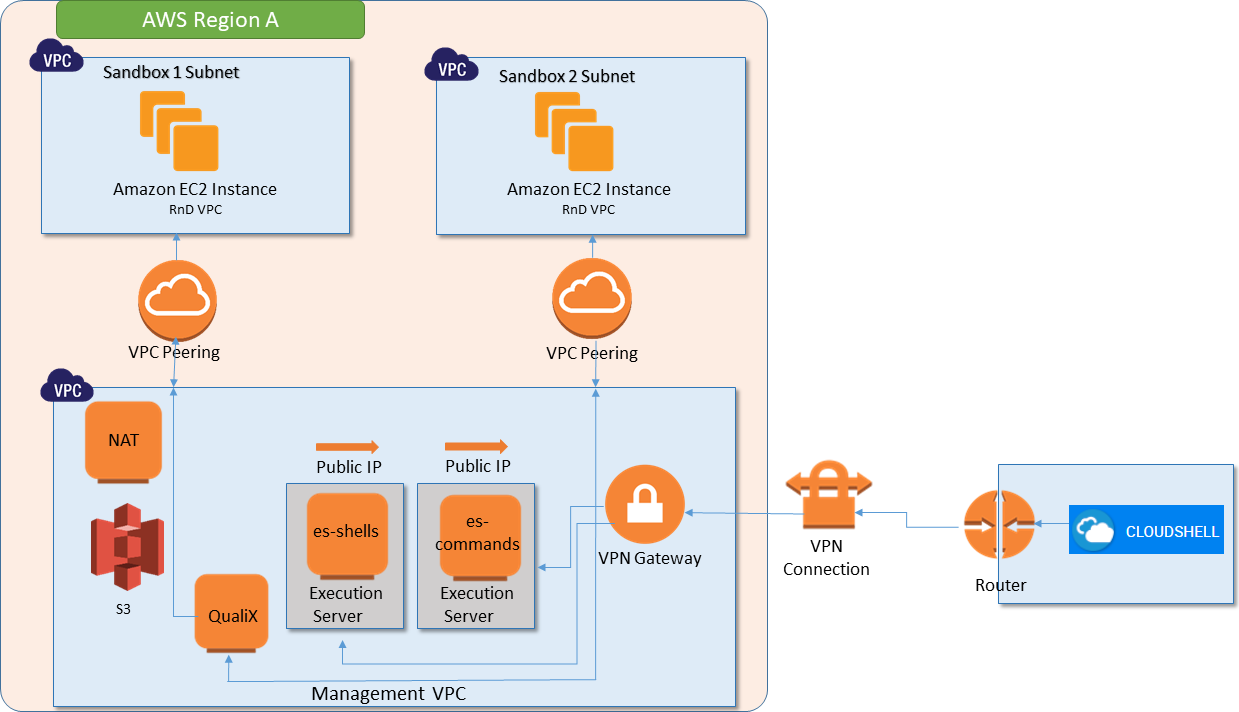 AWS Region A
VPC
Sandbox 1 Subnet
Amazon EC2 Instance
RnD VPC
VPC
Sandbox 2 Subnet
Amazon EC2 Instance
RnD VPC
VPC Peering
VPC Peering
VPC
NAT
S3
QualiX
Public IP
es-shells
Execution
Server
Public IP
es-
commands
Execution
Server
VPN Gateway
Management VPC
VPN
Connection
Router
CLOUDSHELL